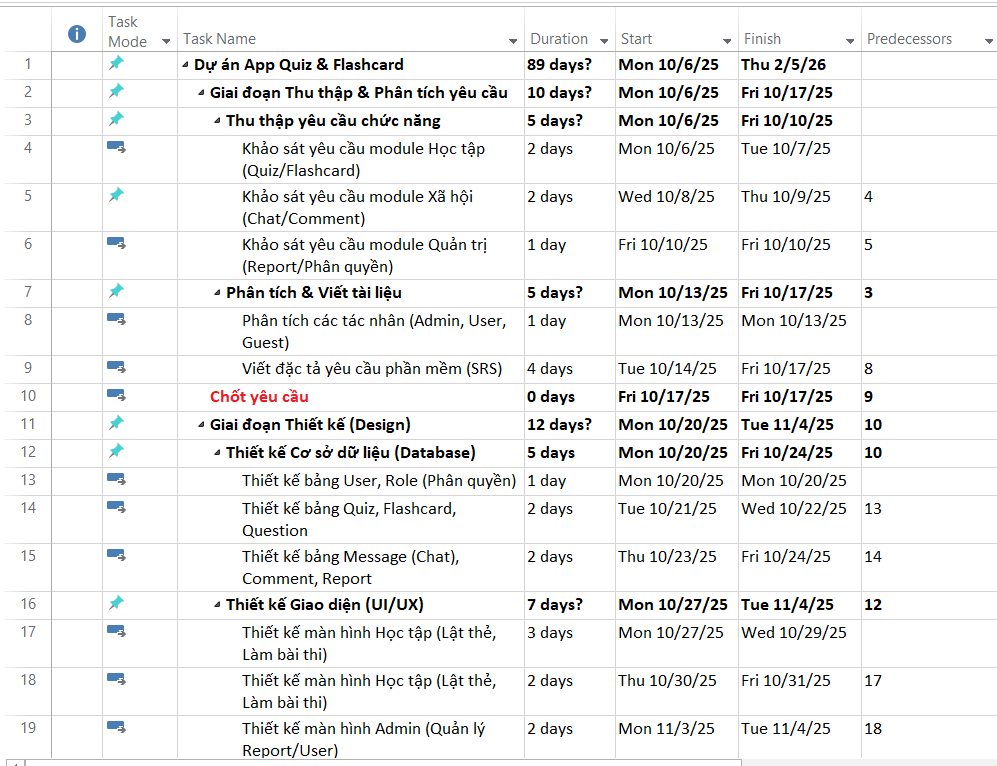 Task
Mode Task Name Duration Start Finish Predecessors
1 Dự án App Quiz & Flashcard 89 days? Mon 10/6/25 Thu 2/5/26
2 Giai đoạn Thu thập & Phân tích yêu cầu 10 days? Mon 10/6/25 Fri 10/17/25
3 Thu thập yêu cầu chức năng 5 days? Mon 10/6/25 Fri 10/10/25
4 Khảo sát yêu cầu module Học tập 2 days Mon 10/6/25 Tue 10/7/25
(Quiz/Flashcard)
5 Khảo sát yêu cầu module Xã hội 2 days Wed 10/8/25 Thu 10/9/25 4
(Chat/Comment)
6 Khảo sát yêu cầu module Quản trị 1 day Fri 10/10/25 Fri 10/10/25 5
(Report/Phân quyền)
7 Phân tích & Viết tài liệu 5 days? Mon 10/13/25 Fri 10/17/25 3
8 Phân tích các tác nhân (Admin, User, 1 day Mon 10/13/25 Mon 10/13/25
Guest)
9 Viết đặc tả yêu cầu phần mềm (SRS) 4 days Tue 10/14/25 Fri 10/17/25 8
10 Chốt yêu cầu 0 days Fri 10/17/25 Fri 10/17/25 9
11 Giai đoạn Thiết kế (Design) 12 days? Mon 10/20/25 Tue 11/4/25 10
12 Thiết kế Cơ sở dữ liệu (Database) 5 days Mon 10/20/25 Fri 10/24/25 10
13 Thiết kế bảng User, Role (Phân quyền) 1 day Mon 10/20/25 Mon 10/20/25
14 Thiết kế bảng Quiz, Flashcard, 2 days Tue 10/21/25 Wed 10/22/25 13
Question
15 Thiết kế bảng Message (Chat), 2 days Thu 10/23/25 Fri 10/24/25 14
Comment, Report
16 Thiết kế Giao diện (UI/UX) 7 days? Mon 10/27/25 Tue 11/4/25 12
17 Thiết kế màn hình Học tập (Lật thẻ, 3 days Mon 10/27/25 Wed 10/29/25
Làm bài thi)
18 Thiết kế màn hình Học tập (Lật thẻ, 2 days Thu 10/30/25 Fri 10/31/25 17
Làm bài thi)
19 Thiết kế màn hình Admin (Quản lý 2 days Mon 11/3/25 Tue 11/4/25 18
Report/User)